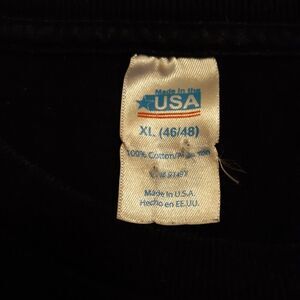 Made in the
USA
XL (46/48)
100% Cotton/
Made in U.S.A.
Hecho en EE.UU.